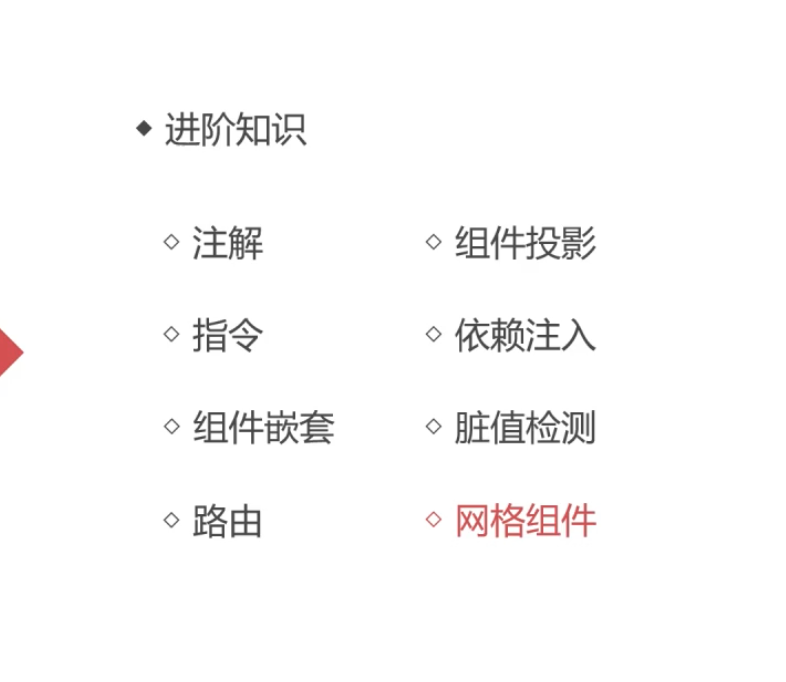 进阶知识
注解
组件投影
指令
依赖注入
组件嵌套
脏值检测
路由
网格组件